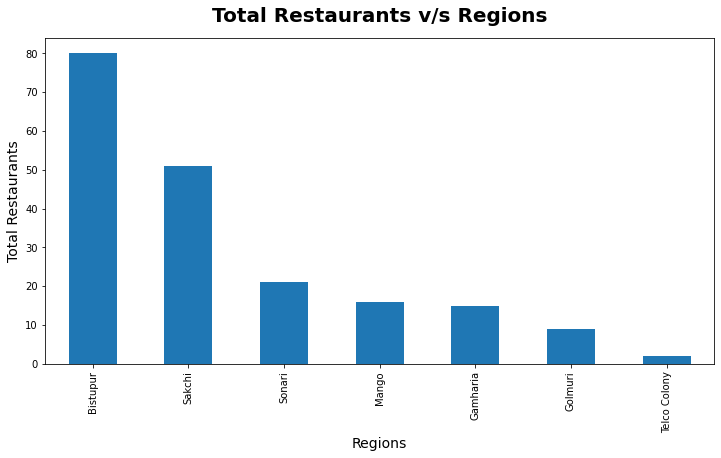 Total Restaurants v/s Regions
Total Restaurants
80
70
60
50
40
30
20
10
0
Bistupur
Sakchi
Sonari
Mango
Gamharia
Golmuri
Telco Colony
Regions